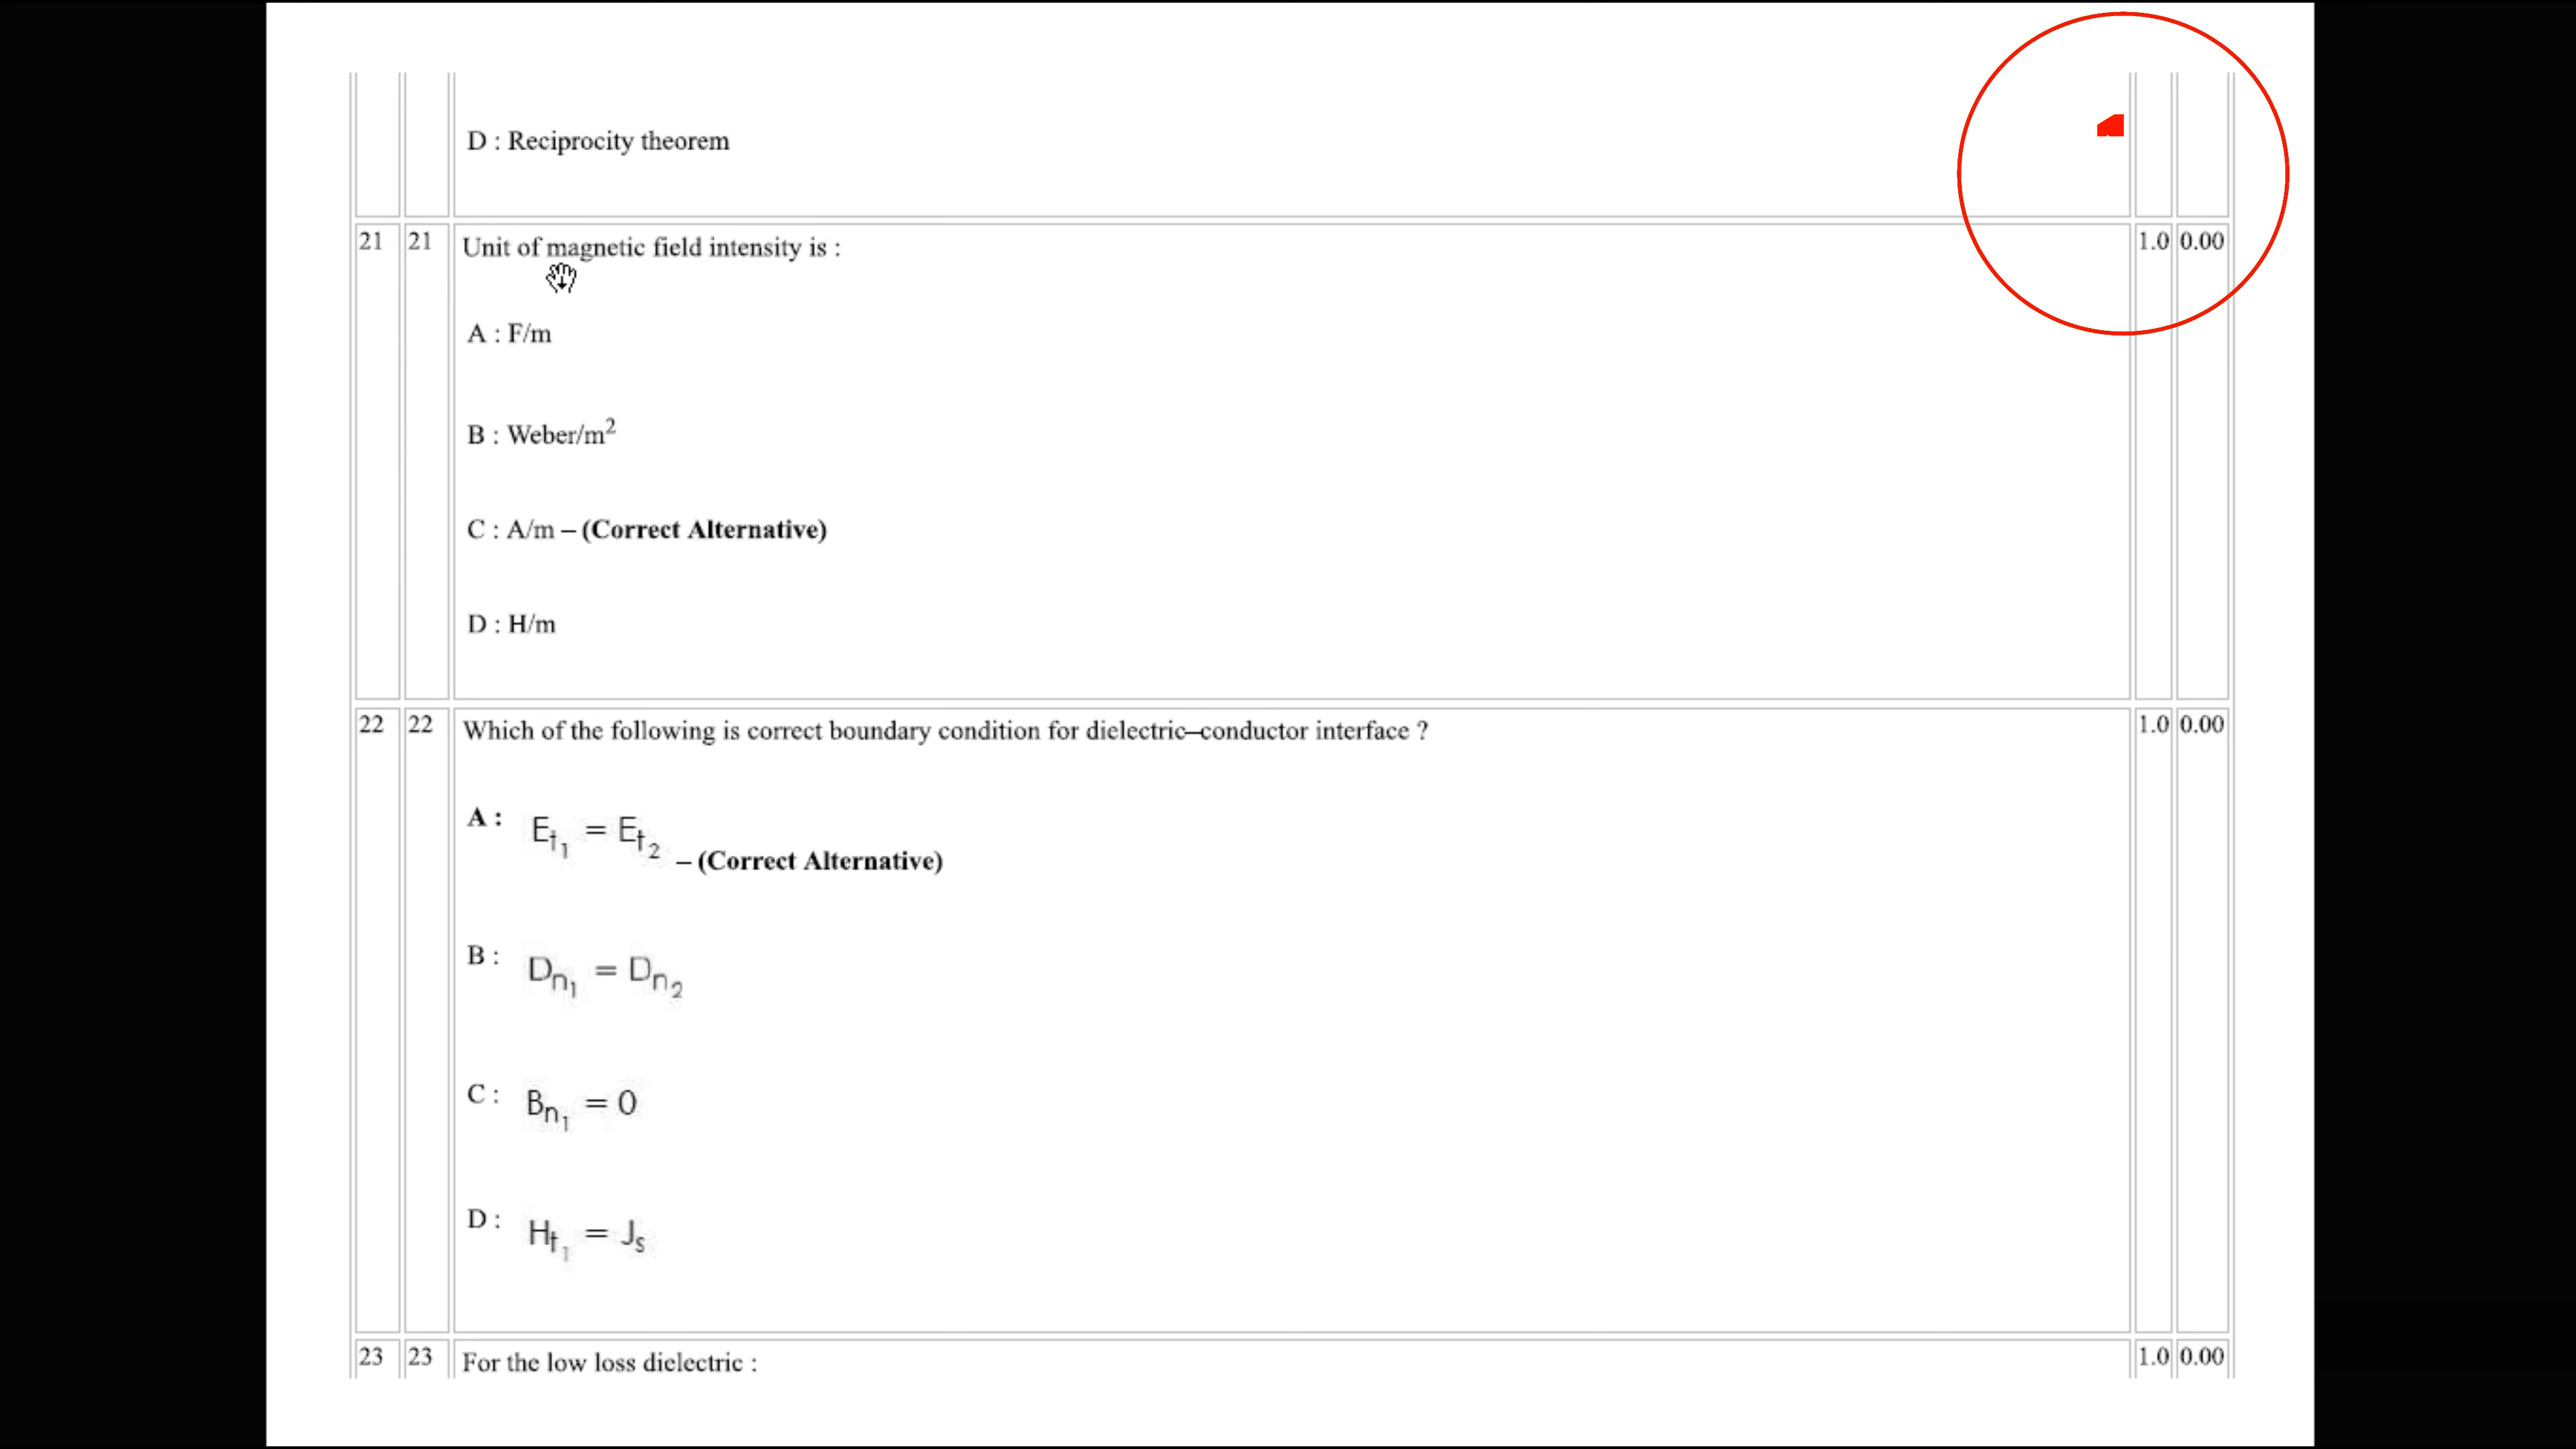 D : Reciprocity theorem
21 21 Unit of magnetic field intensity is : 1.0 0.00
A : F/m
B : Weber/m²
C : A/m – (Correct Alternative)
D : H/m
22 22 Which of the following is correct boundary condition for dielectric–conductor interface ? 1.0 0.00
A : Et₁ = Et₂ – (Correct Alternative)
B : Dn₁ = Dn₂
C : Bn₁ = 0
D : Ht₁ = Js
23 23 For the low loss dielectric : 1.0 0.00